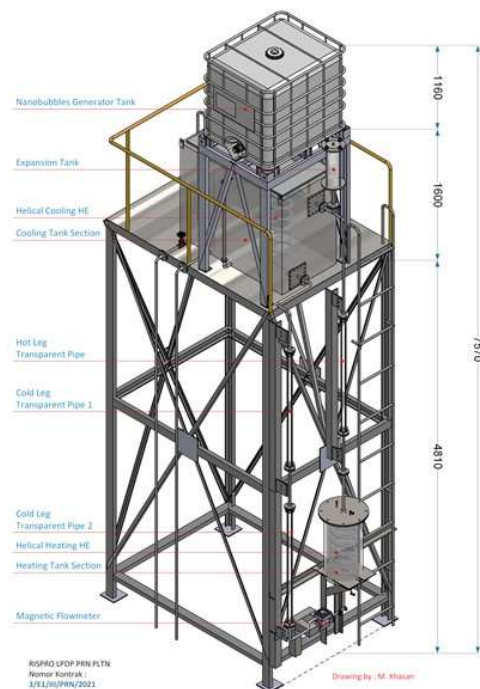 Nanobubbles Generator Tank
Expansion Tank
Helical Cooling HE
Cooling Tank Section
Hot Leg
Transparent Pipe
Cold Leg
Transparent Pipe 1
Cold Leg
Transparent Pipe 2
Helical Heating HE
Heating Tank Section
Magnetic Flowmeter
1160
1600
4810
7570
RISPRO LPDP PRN PLTN
Nomor Kontrak :
3/E1/III/PRN/2021
Drawing by : M. Khasan